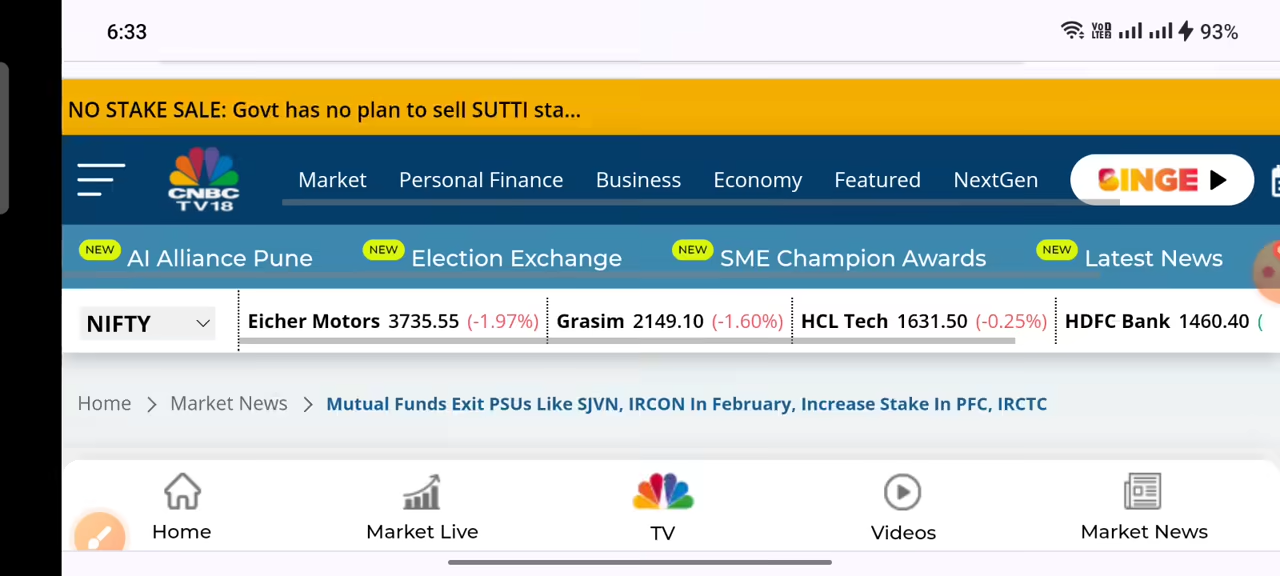 6:33 VoD LTE2 93%
NO STAKE SALE: Govt has no plan to sell SUTTI sta...
CNBC TV18 Market Personal Finance Business Economy Featured NextGen BINGE
NEW AI Alliance Pune NEW Election Exchange NEW SME Champion Awards NEW Latest News
NIFTY Eicher Motors 3735.55 (-1.97%) Grasim 2149.10 (-1.60%) HCL Tech 1631.50 (-0.25%) HDFC Bank 1460.40 (
Home > Market News > Mutual Funds Exit PSUs Like SJVN, IRCON In February, Increase Stake In PFC, IRCTC
Home Market Live TV Videos Market News